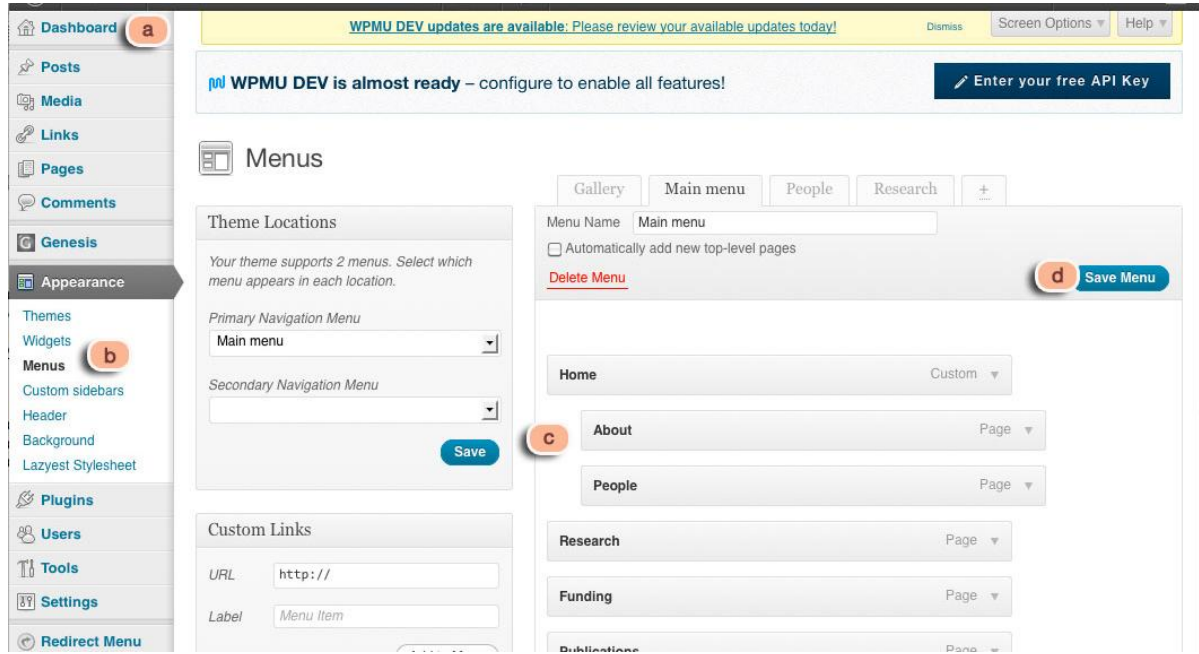 Dashboard
a
Posts
Media
Links
Pages
Comments
Genesis
Appearance
Themes
Widgets
Menus
b
Custom sidebars
Header
Background
Lazyest Stylesheet
Plugins
Users
Tools
Settings
Redirect Menu
WPMU DEV updates are available: Please review your available updates today!
Dismiss
Screen Options
Help
WPMU DEV is almost ready – configure to enable all features!
Enter your free API Key
Menus
Theme Locations
Your theme supports 2 menus. Select which
menu appears in each location.
Primary Navigation Menu
Main menu
Secondary Navigation Menu
Save
Custom Links
URL http://
Label Menu Item
Gallery Main menu People Research +
Menu Name Main menu
Automatically add new top-level pages
Delete Menu
d
Save Menu
Home Custom
c
About Page
People Page
Research Page
Funding Page
Publications Page